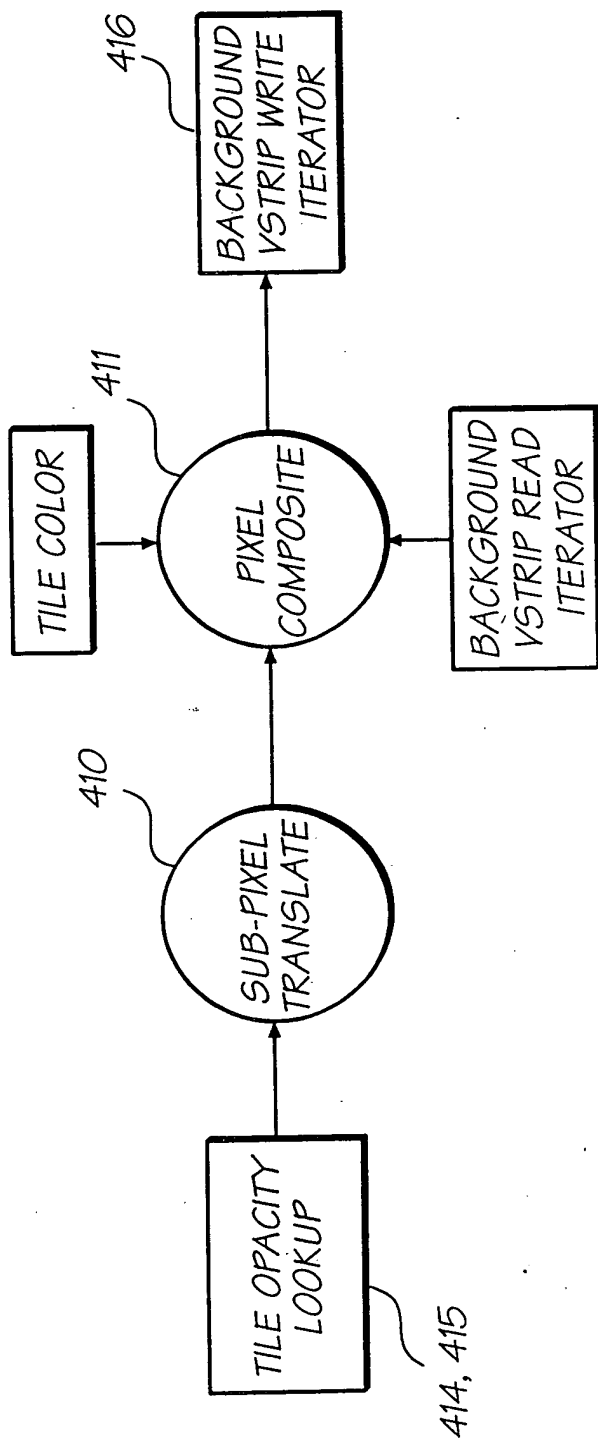 TILE OPACITY
LOOKUP
414, 415
SUB-PIXEL
TRANSLATE
410
TILE COLOR
PIXEL
COMPOSITE
411
BACKGROUND
VSTRIP READ
ITERATOR
BACKGROUND
VSTRIP WRITE
ITERATOR
416